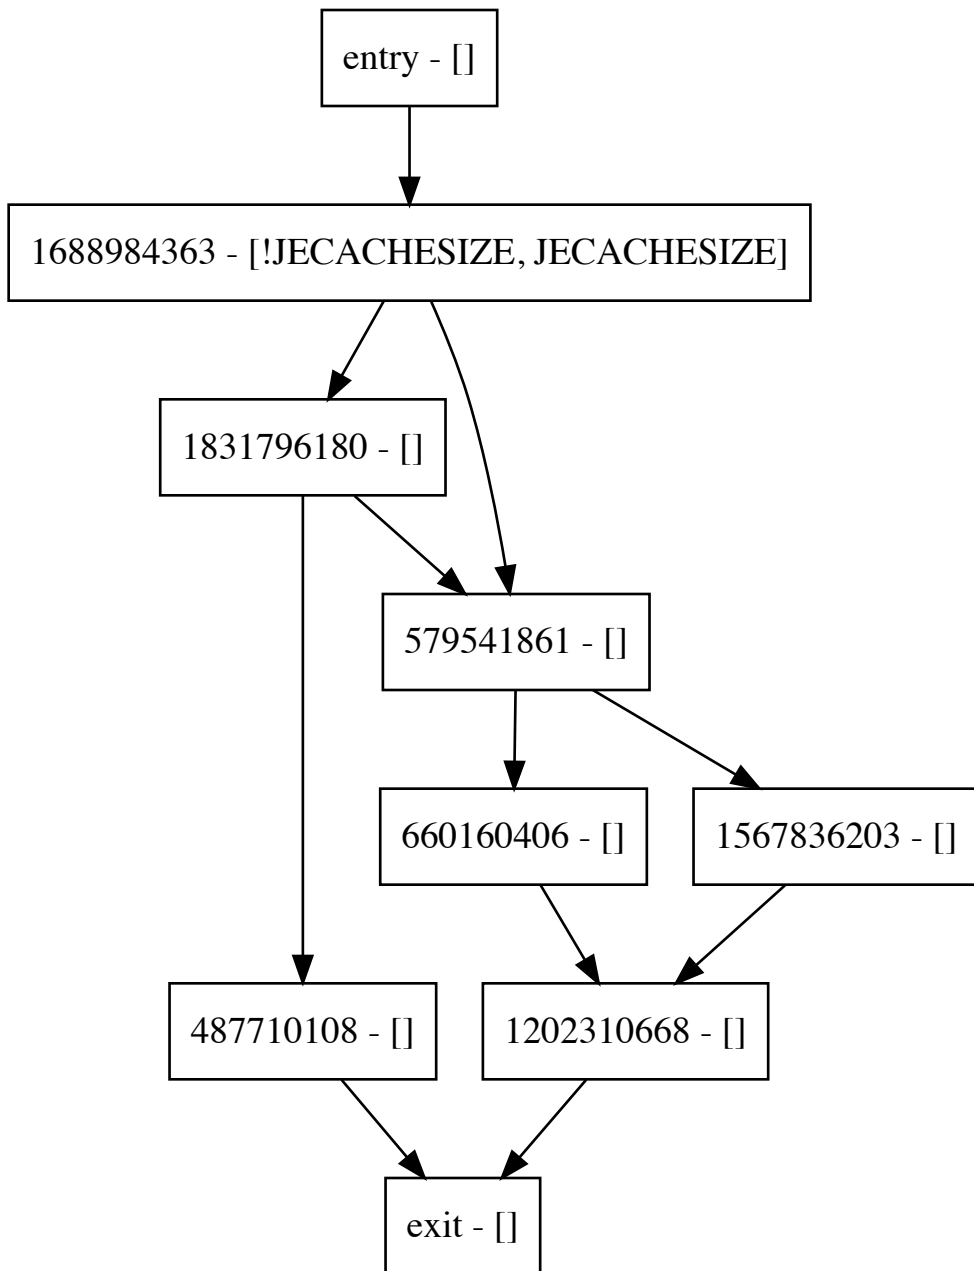 entry - []
1688984363 - [!JECACHESIZE, JECACHESIZE]
1831796180 - []
579541861 - []
660160406 - []
1567836203 - []
487710108 - []
1202310668 - []
exit - []